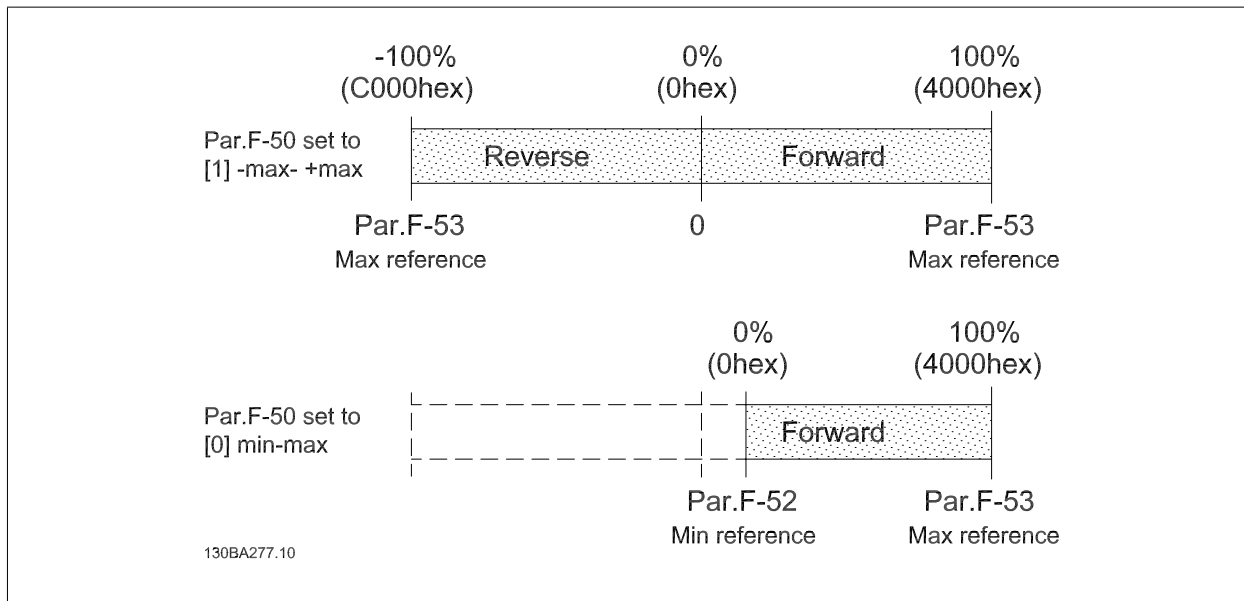 -100% 0% 100%
(C000hex) (0hex) (4000hex)
Par.F-50 set to
[1] -max- +max
Reverse Forward
Par.F-53 0 Par.F-53
Max reference Max reference
0% 100%
(0hex) (4000hex)
Par.F-50 set to
[0] min-max
Forward
Par.F-52 Par.F-53
Min reference Max reference
130BA277.10